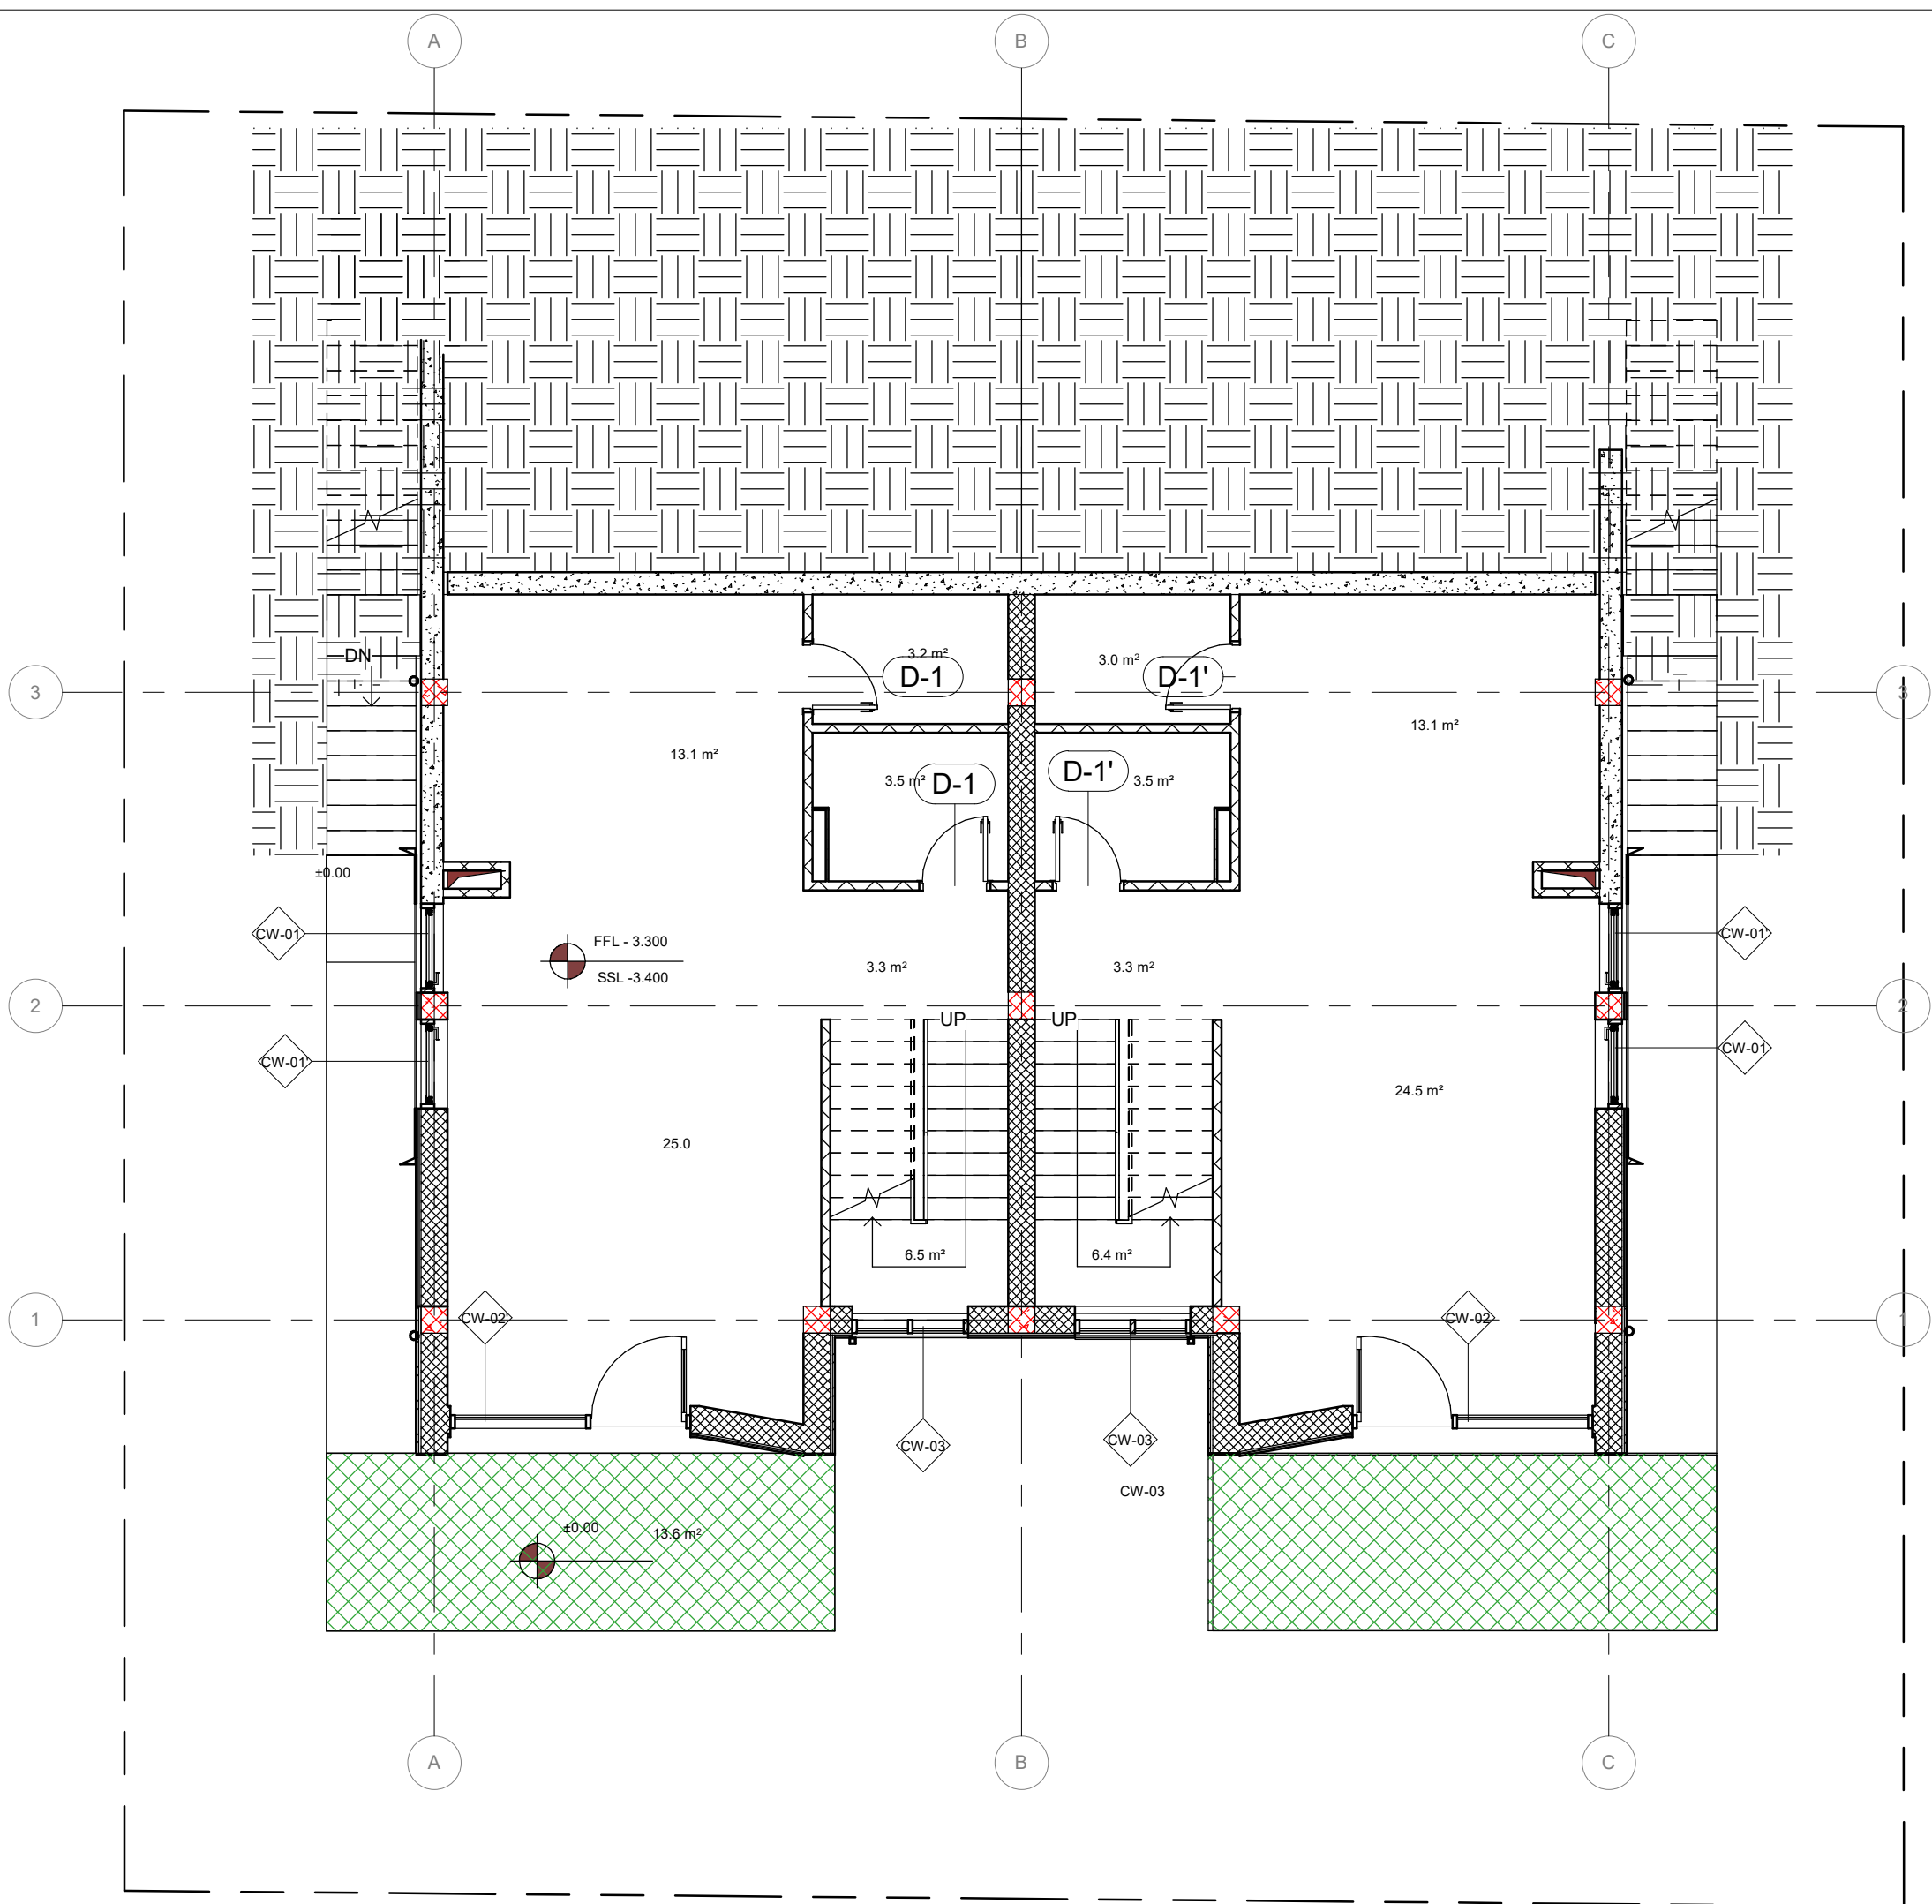 A B C
DN
3.2 m²
D-1
3.0 m²
D-1'
3 3
13.1 m²
13.1 m²
3.5 m²
D-1
D-1'
3.5 m²
±0.00
CW-01
FFL - 3.300
SSL -3.400
3.3 m²
3.3 m²
CW-01'
2 2
UP UP
CW-01'
CW-01
24.5 m²
25.0
6.5 m²
6.4 m²
1 1
CW-02'
CW-02
CW-03
CW-03
CW-03
±0.00
13.6 m²
A B C